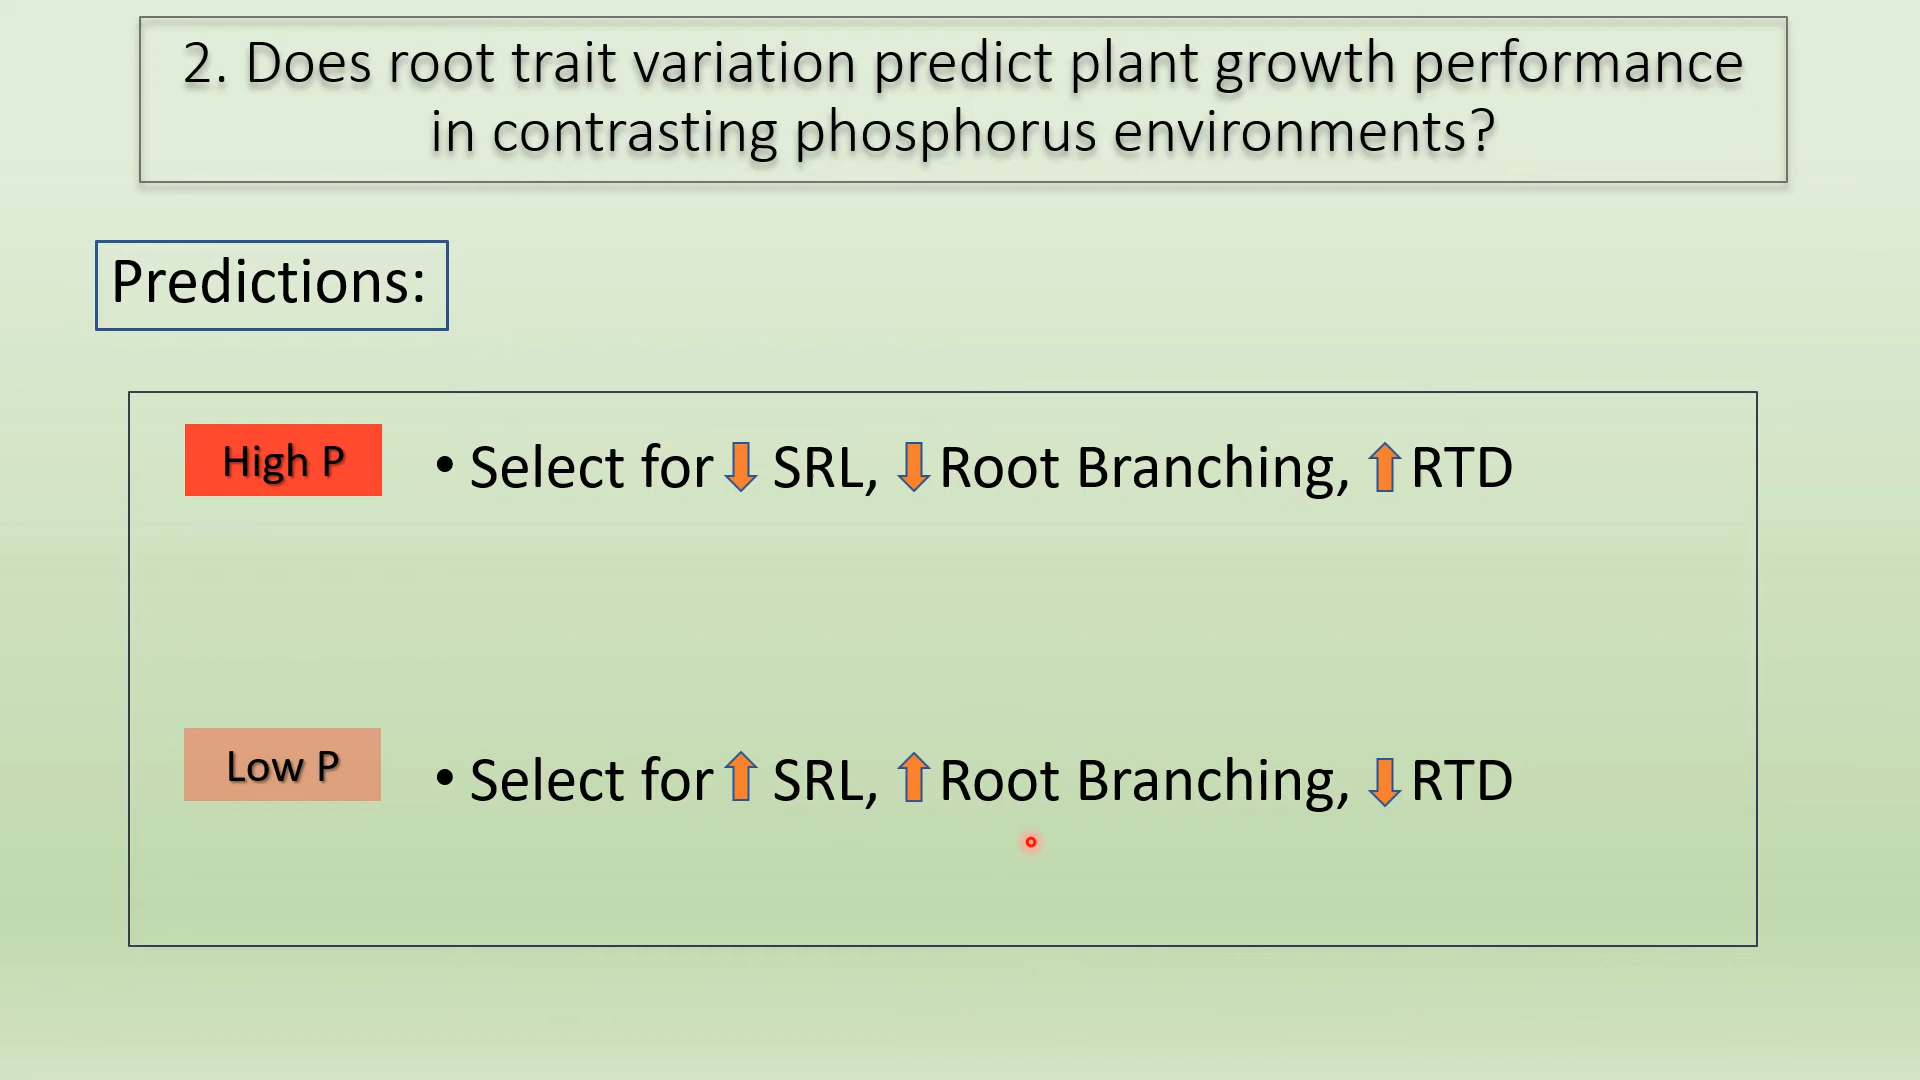 2. Does root trait variation predict plant growth performance
in contrasting phosphorus environments?
Predictions:
High P
• Select for ⬇ SRL, ⬇ Root Branching, ⬆ RTD
Low P
• Select for ⬆ SRL, ⬆ Root Branching, ⬇ RTD